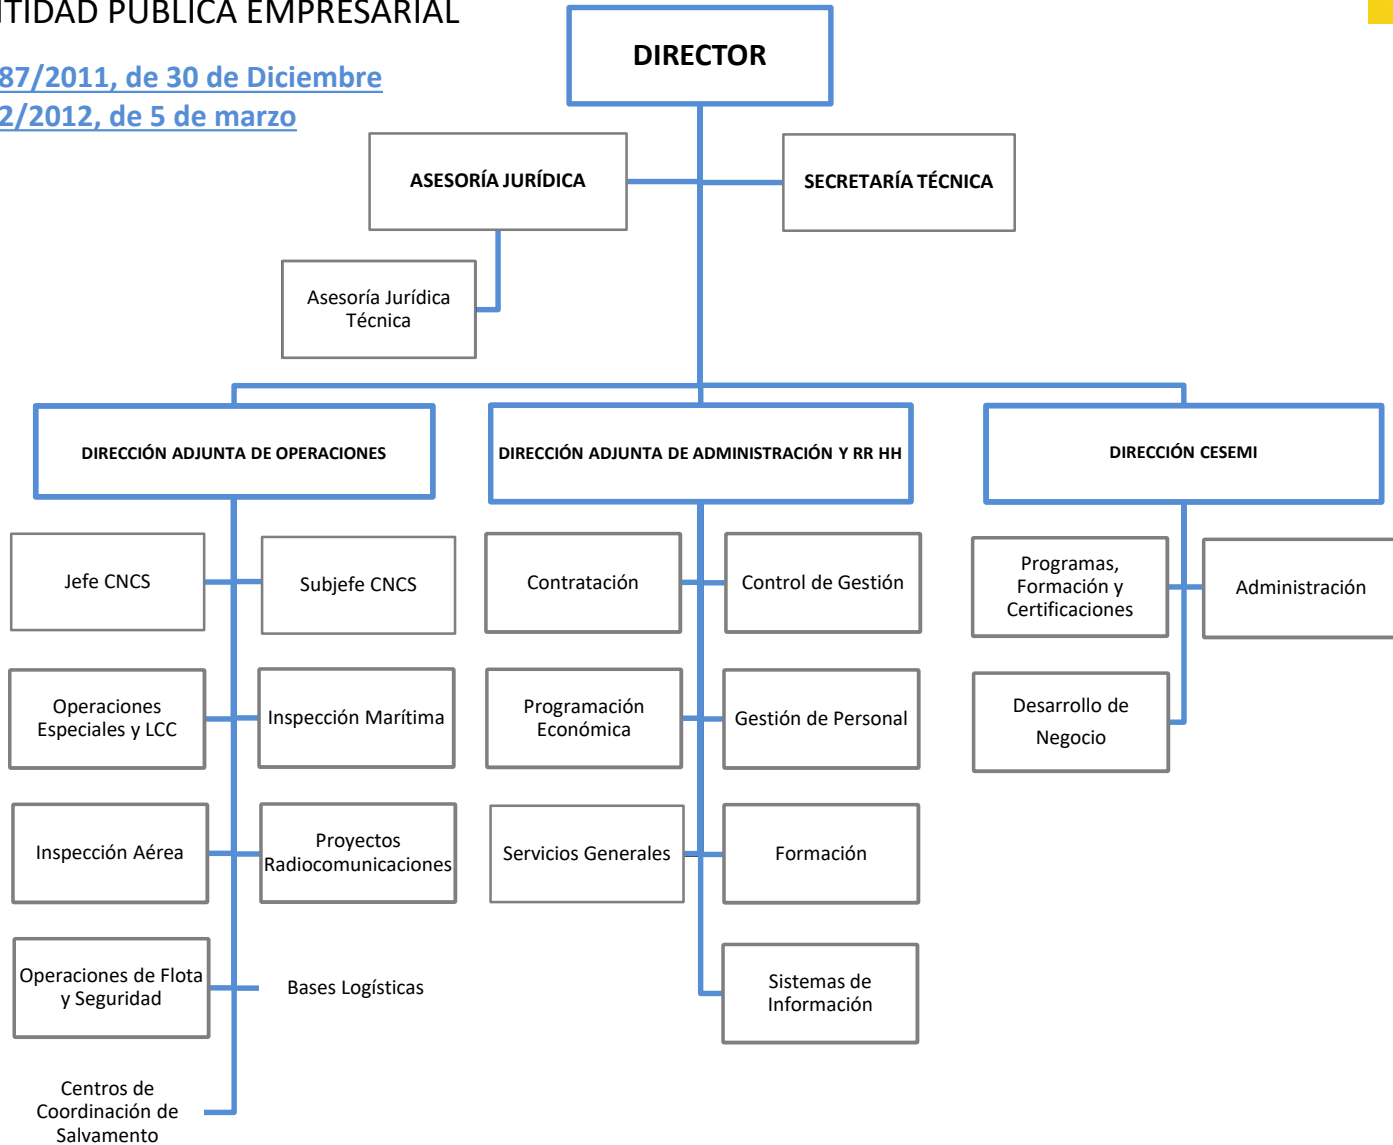 NTIDAD PÚBLICA EMPRESARIAL
87/2011, de 30 de Diciembre
2/2012, de 5 de marzo
DIRECTOR
ASESORÍA JURÍDICA
SECRETARÍA TÉCNICA
Asesoría Jurídica
Técnica
DIRECCIÓN ADJUNTA DE OPERACIONES
DIRECCIÓN ADJUNTA DE ADMINISTRACIÓN Y RR HH
DIRECCIÓN CESEMI
Jefe CNCS
Subjefe CNCS
Contratación
Control de Gestión
Programas,
Formación y
Certificaciones
Administración
Operaciones
Especiales y LCC
Inspección Marítima
Programación
Económica
Gestión de Personal
Desarrollo de
Negocio
Inspección Aérea
Proyectos
Radiocomunicaciones
Servicios Generales
Formación
Operaciones de Flota
y Seguridad
Bases Logísticas
Sistemas de
Información
Centros de
Coordinación de
Salvamento